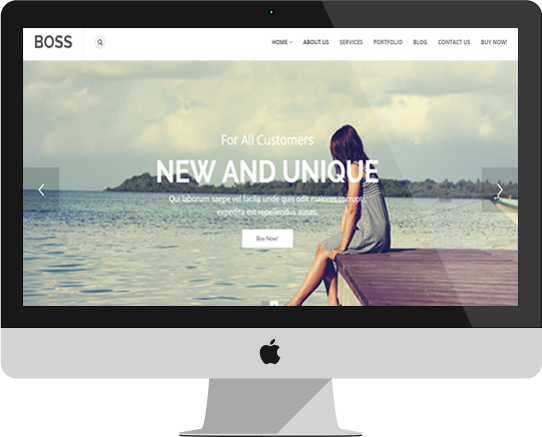 BOSS
HOME ABOUT US SERVICES PORTFOLIO BLOG CONTACT US BUY NOW!
For All Customers
NEW AND UNIQUE
Qui laborum saepe vel facilis unde quis odit maiores corrupti,
expedita est repellendus auses.
Buy Now!